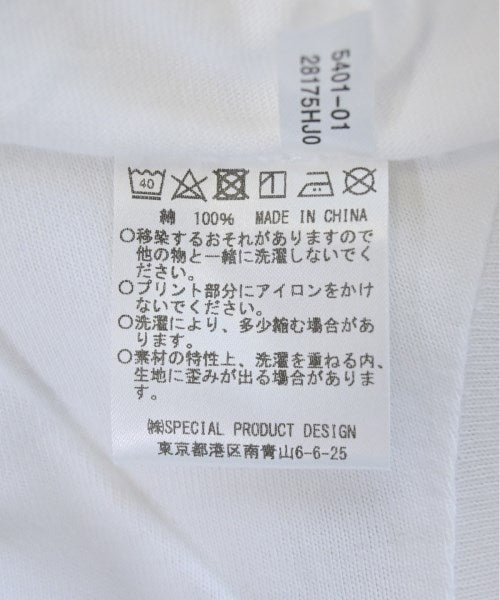 5401-01
28175HJ0
40
綿 100% MADE IN CHINA
○移染するおそれがありますので
他の物と一緒に洗濯しないでく
ださい。
○プリント部分にアイロンをかけ
ないでください。
○洗濯により、多少縮む場合があ
ります。
○素材の特性上、洗濯を重ねる内、
生地に歪みが出る場合がありま
す。
㈱SPECIAL PRODUCT DESIGN
東京都港区南青山6-6-25